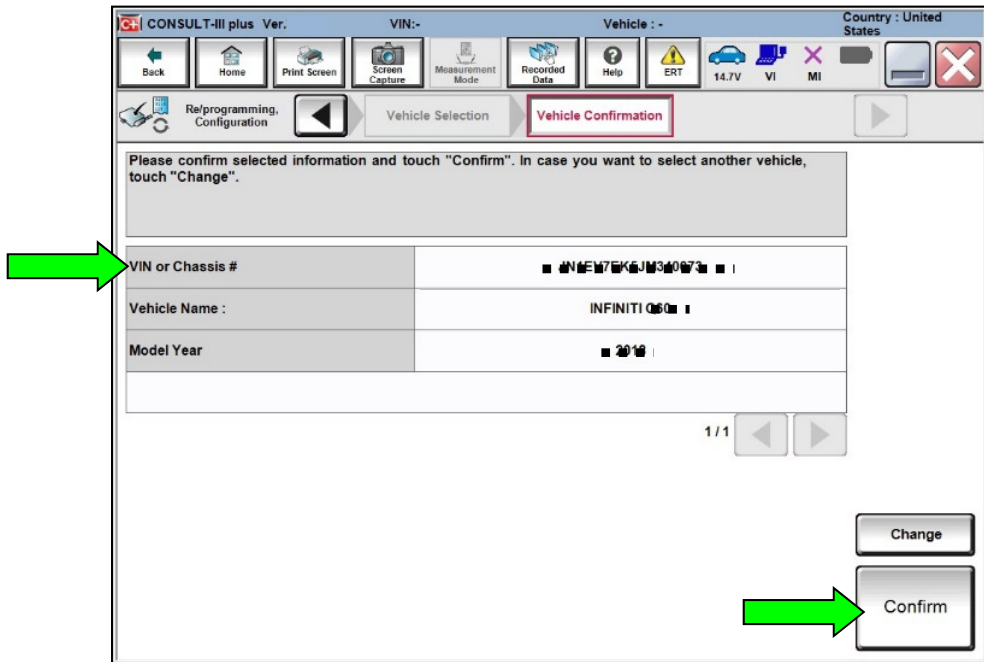 CONSULT-III plus Ver. VIN:- Vehicle : - Country : United States
Back Home Print Screen Screen Capture Measurement Mode Recorded Data Help ERT 14.7V VI MI
Re/programming, Configuration Vehicle Selection Vehicle Confirmation
Please confirm selected information and touch "Confirm". In case you want to select another vehicle,
touch "Change".
VIN or Chassis #
Vehicle Name : INFINITI
Model Year
1/1
Change
Confirm